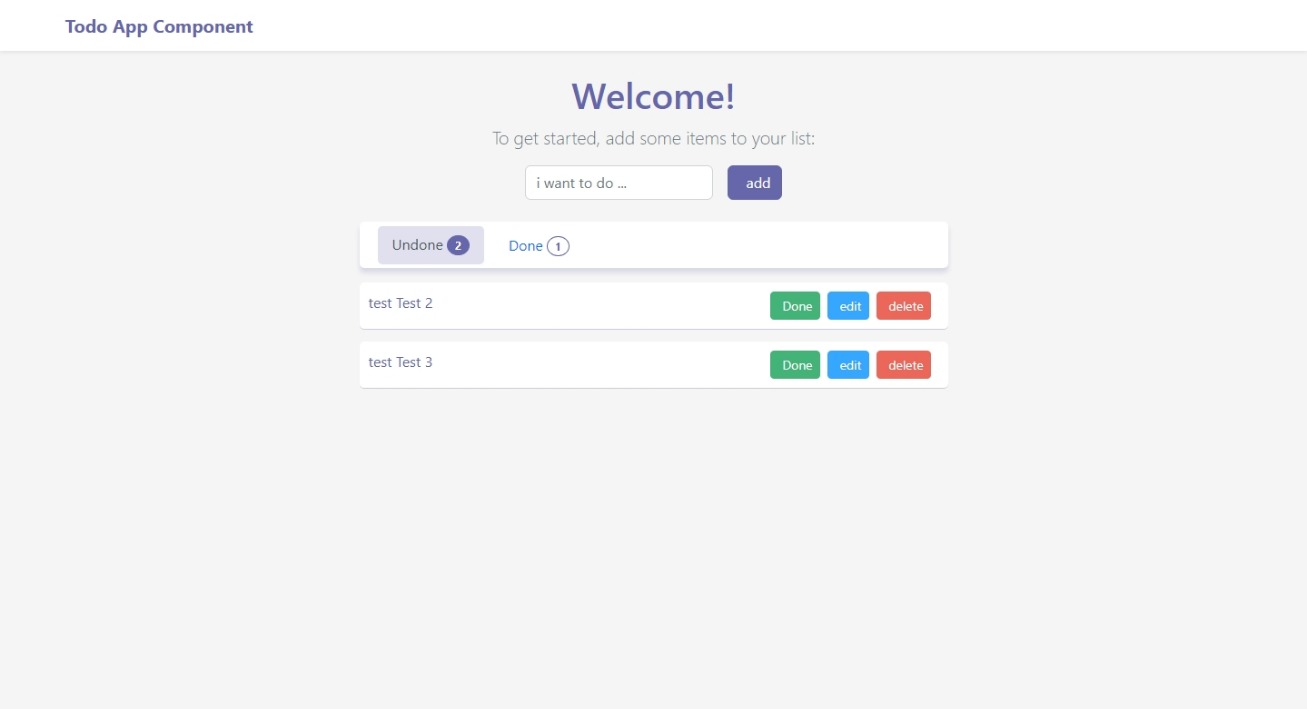 Todo App Component
Welcome!
To get started, add some items to your list:
i want to do ...
add
Undone 2
Done 1
test Test 2
Done
edit
delete
test Test 3
Done
edit
delete